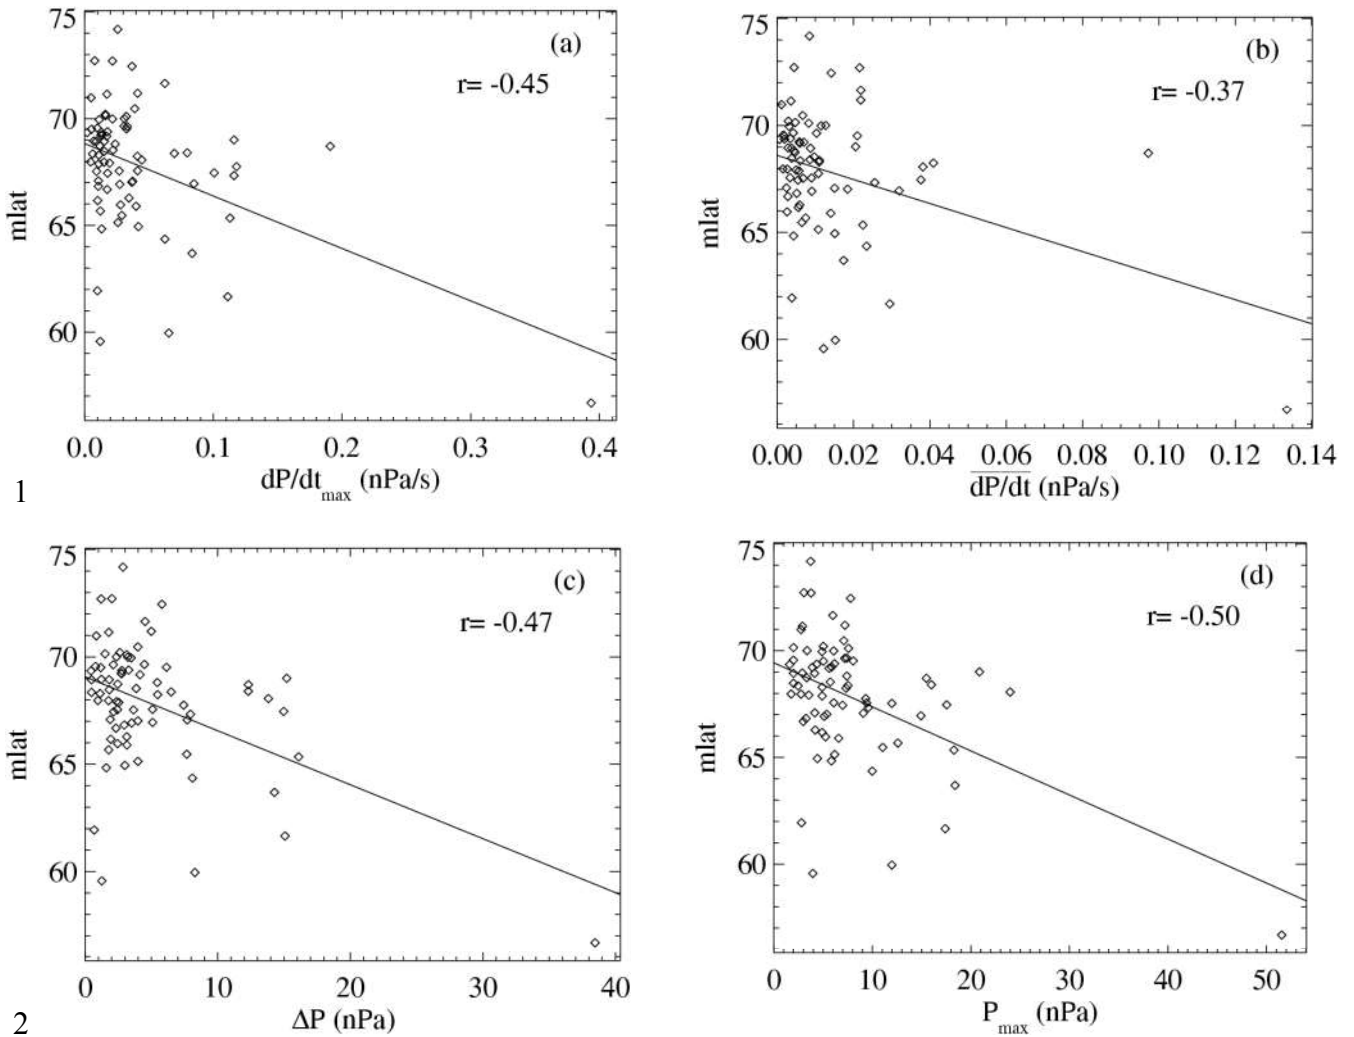 75
(a)
r= -0.45
70
mlat
65
60
0.0 0.1 0.2 0.3 0.4
dP/dt max (nPa/s)
1
75
(b)
r= -0.37
70
mlat
65
60
0.00 0.02 0.04 0.06 0.08 0.10 0.12 0.14
dP/dt (nPa/s)
75
(c)
r= -0.47
70
mlat
65
60
0 10 20 30 40
ΔP (nPa)
2
75
(d)
r= -0.50
70
mlat
65
60
0 10 20 30 40 50
P max (nPa)